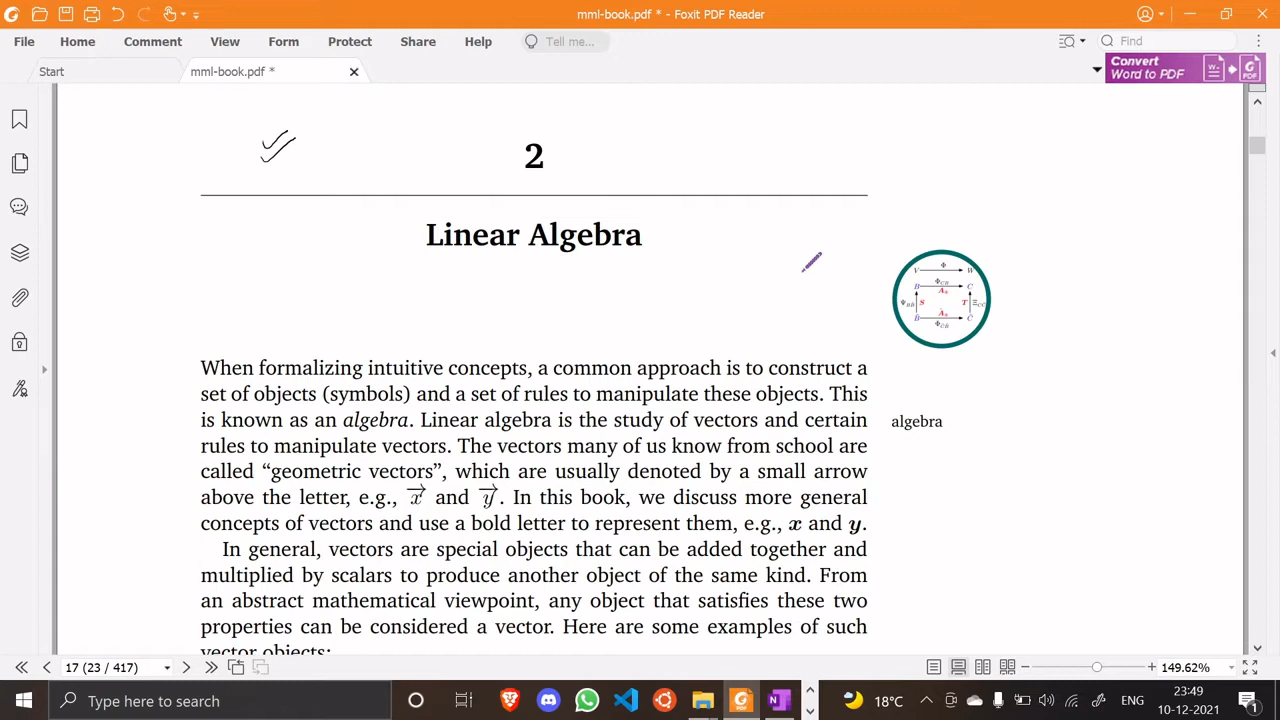 mml-book.pdf * - Foxit PDF Reader
File Home Comment View Form Protect Share Help Tell me... Find
Start mml-book.pdf * Convert
Word to PDF
2
Linear Algebra
When formalizing intuitive concepts, a common approach is to construct a
set of objects (symbols) and a set of rules to manipulate these objects. This
is known as an algebra. Linear algebra is the study of vectors and certain
algebra
rules to manipulate vectors. The vectors many of us know from school are
called “geometric vectors”, which are usually denoted by a small arrow
above the letter, e.g., x⃗ and y⃗. In this book, we discuss more general
concepts of vectors and use a bold letter to represent them, e.g., x and y.
In general, vectors are special objects that can be added together and
multiplied by scalars to produce another object of the same kind. From
an abstract mathematical viewpoint, any object that satisfies these two
properties can be considered a vector. Here are some examples of such
vector objects:
17 (23 / 417) 149.62%
Type here to search 18°C ENG 23:49
10-12-2021